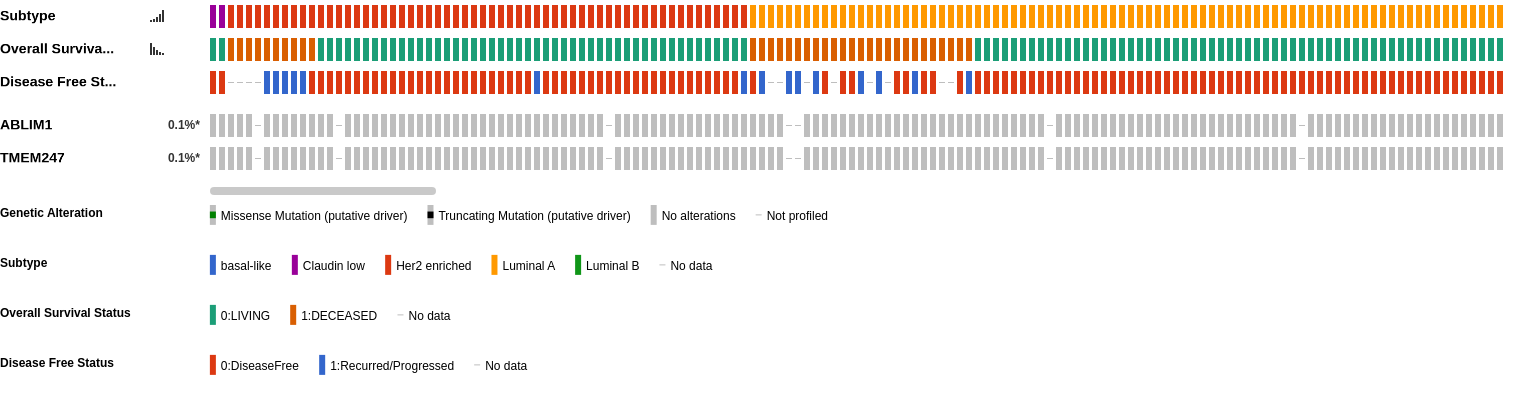 Subtype
Overall Surviva...
Disease Free St...
ABLIM1 0.1%*
TMEM247 0.1%*
Genetic Alteration Missense Mutation (putative driver) Truncating Mutation (putative driver) No alterations Not profiled
Subtype basal-like Claudin low Her2 enriched Luminal A Luminal B No data
Overall Survival Status 0:LIVING 1:DECEASED No data
Disease Free Status 0:DiseaseFree 1:Recurred/Progressed No data